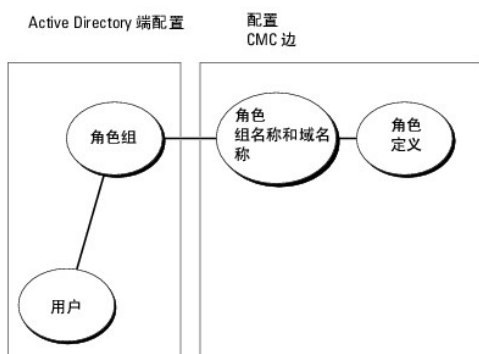 Active Directory 端配置
配置
CMC 边
角色组
角色
组名称和域名
称
角色
定义
用户